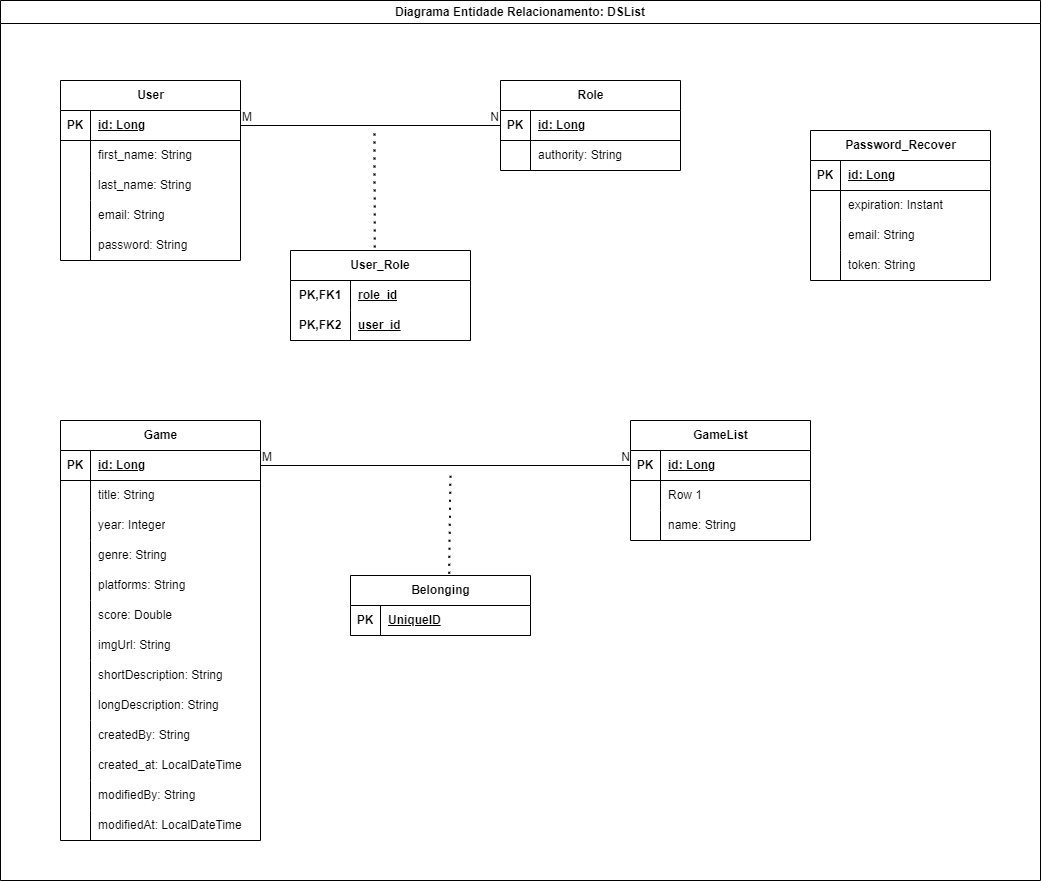 Diagrama Entidade Relacionamento: DSList
User
PK id: Long
first_name: String
last_name: String
email: String
password: String
M
N
Role
PK id: Long
authority: String
Password_Recover
PK id: Long
expiration: Instant
email: String
token: String
User_Role
PK,FK1 role_id
PK,FK2 user_id
Game
PK id: Long
title: String
year: Integer
genre: String
platforms: String
score: Double
imgUrl: String
shortDescription: String
longDescription: String
createdBy: String
created_at: LocalDateTime
modifiedBy: String
modifiedAt: LocalDateTime
M
N
GameList
PK id: Long
Row 1
name: String
Belonging
PK UniqueID